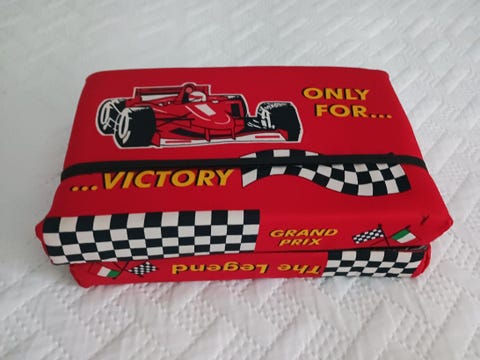 ONLY
FOR...
...VICTORY
GRAND
PRIX
The Legend